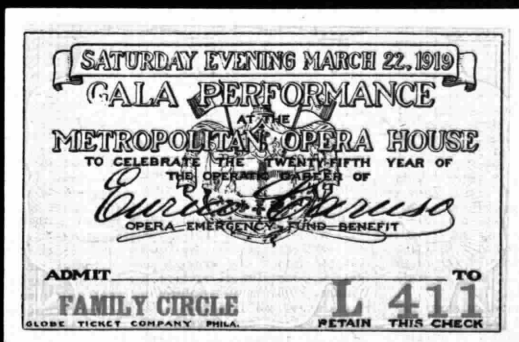 SATURDAY EVENING MARCH 22, 1919
GALA PERFORMANCE
AT THE
METROPOLITAN OPERA HOUSE
TO CELEBRATE THE TWENTY-FIFTH YEAR OF
THE OPERATIC CAREER OF
Enrico Caruso
OPERA EMERGENCY FUND BENEFIT
ADMIT TO
FAMILY CIRCLE L 411
GLOBE TICKET COMPANY PHILA. RETAIN THIS CHECK